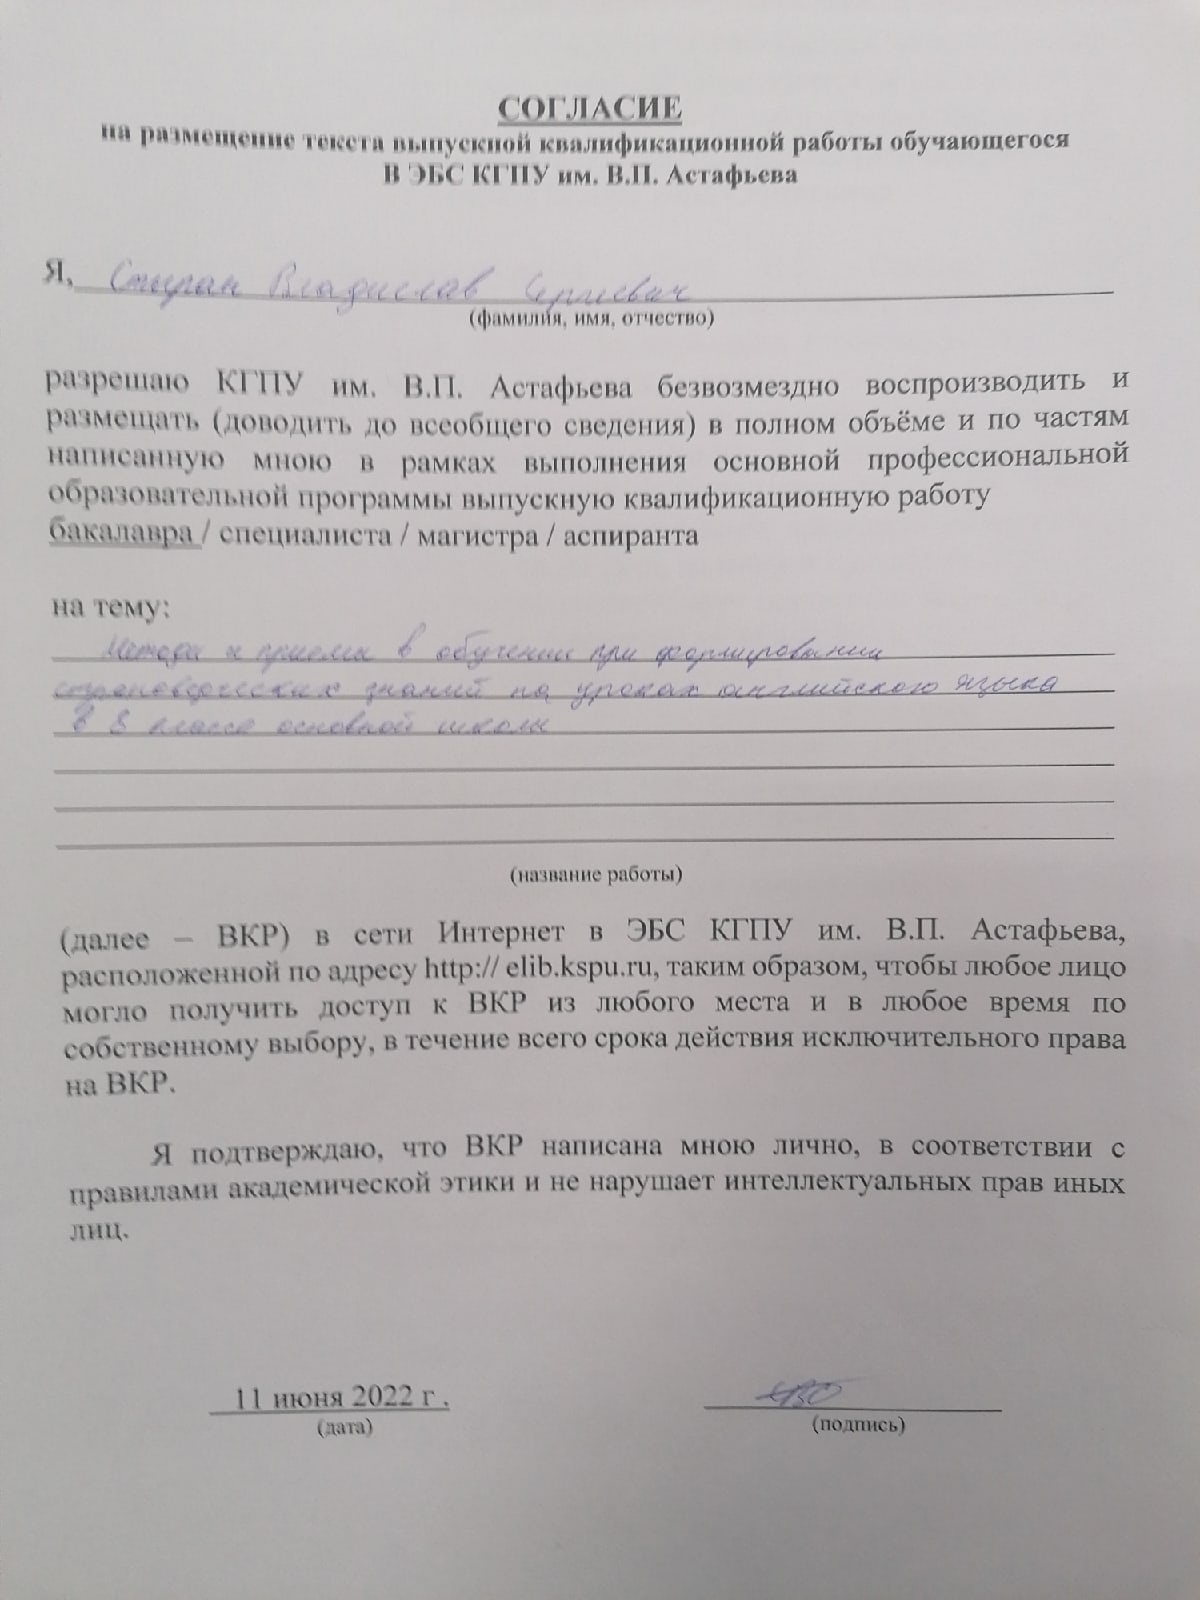 СОГЛАСИЕ
на размещение текста выпускной квалификационной работы обучающегося
В ЭБС КГПУ им. В.П. Астафьева
Я, Владислав Сергеевич
(фамилия, имя, отчество)
разрешаю КГПУ им. В.П. Астафьева безвозмездно воспроизводить и
размещать (доводить до всеобщего сведения) в полном объёме и по частям
написанную мною в рамках выполнения основной профессиональной
образовательной программы выпускную квалификационную работу
бакалавра / специалиста / магистра / аспиранта
на тему:
Методы и приемы в обучении при формировании
страноведческих знаний на уроках английского языка
в 8 классе основной школы
(название работы)
(далее – ВКР) в сети Интернет в ЭБС КГПУ им. В.П. Астафьева,
расположенной по адресу http:// elib.kspu.ru, таким образом, чтобы любое лицо
могло получить доступ к ВКР из любого места и в любое время по
собственному выбору, в течение всего срока действия исключительного права
на ВКР.
Я подтверждаю, что ВКР написана мною лично, в соответствии с
правилами академической этики и не нарушает интеллектуальных прав иных
лиц.
11 июня 2022 г .
(дата)
(подпись)